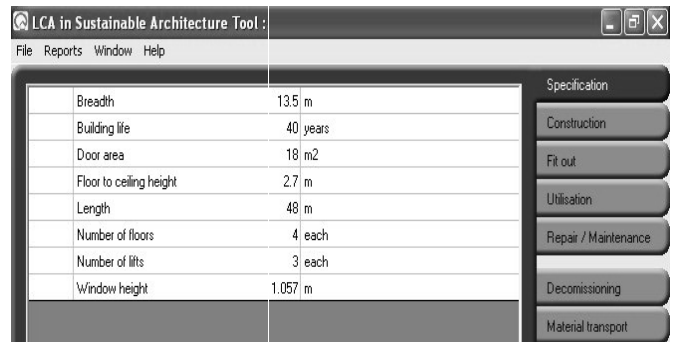 LCA in Sustainable Architecture Tool :
File Reports Window Help
Breadth 13.5 m
Building life 40 years
Door area 18 m2
Floor to ceiling height 2.7 m
Length 48 m
Number of floors 4 each
Number of lifts 3 each
Window height 1.057 m
Specification
Construction
Fit out
Utilisation
Repair / Maintenance
Decomissioning
Material transport